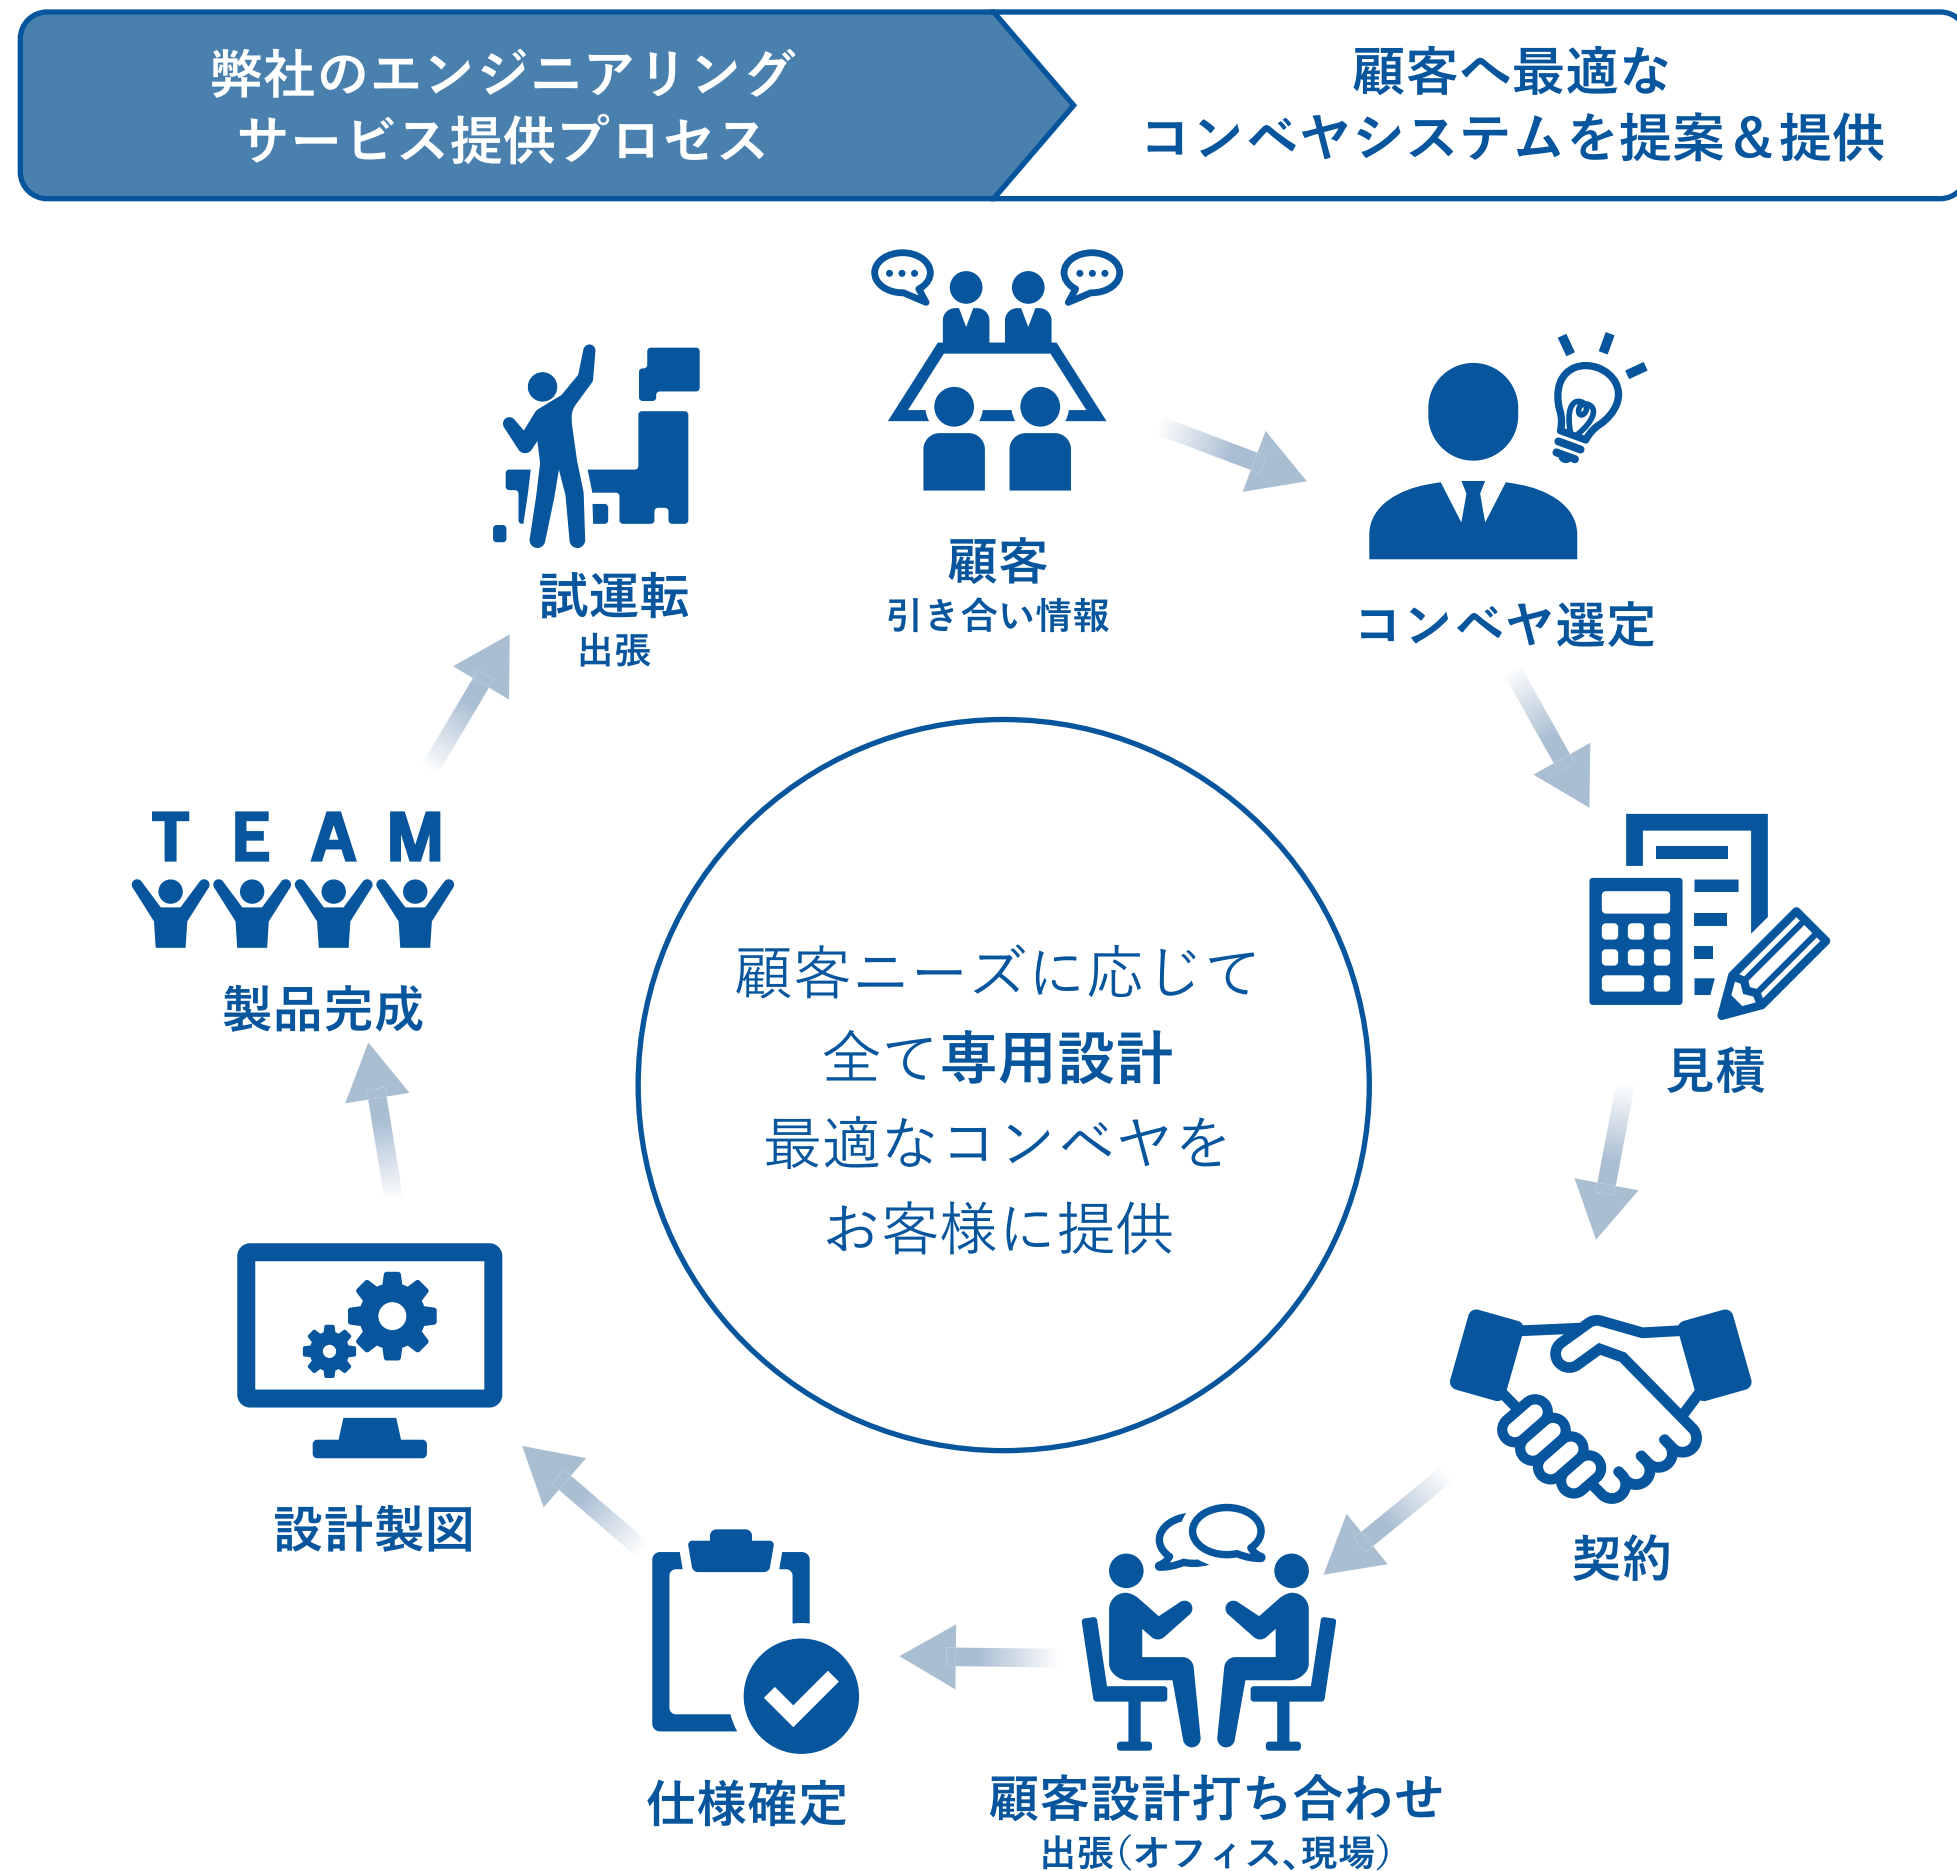 弊社のエンジニアリング
サービス提供プロセス
顧客へ最適な
コンベヤシステムを提案＆提供
顧客
引き合い情報
コンベヤ選定
見積
契約
顧客設計打ち合わせ
出張（オフィス、現場）
仕様確定
設計製図
TEAM
製品完成
試運転
出張
顧客ニーズに応じて
全て専用設計
最適なコンベヤを
お客様に提供